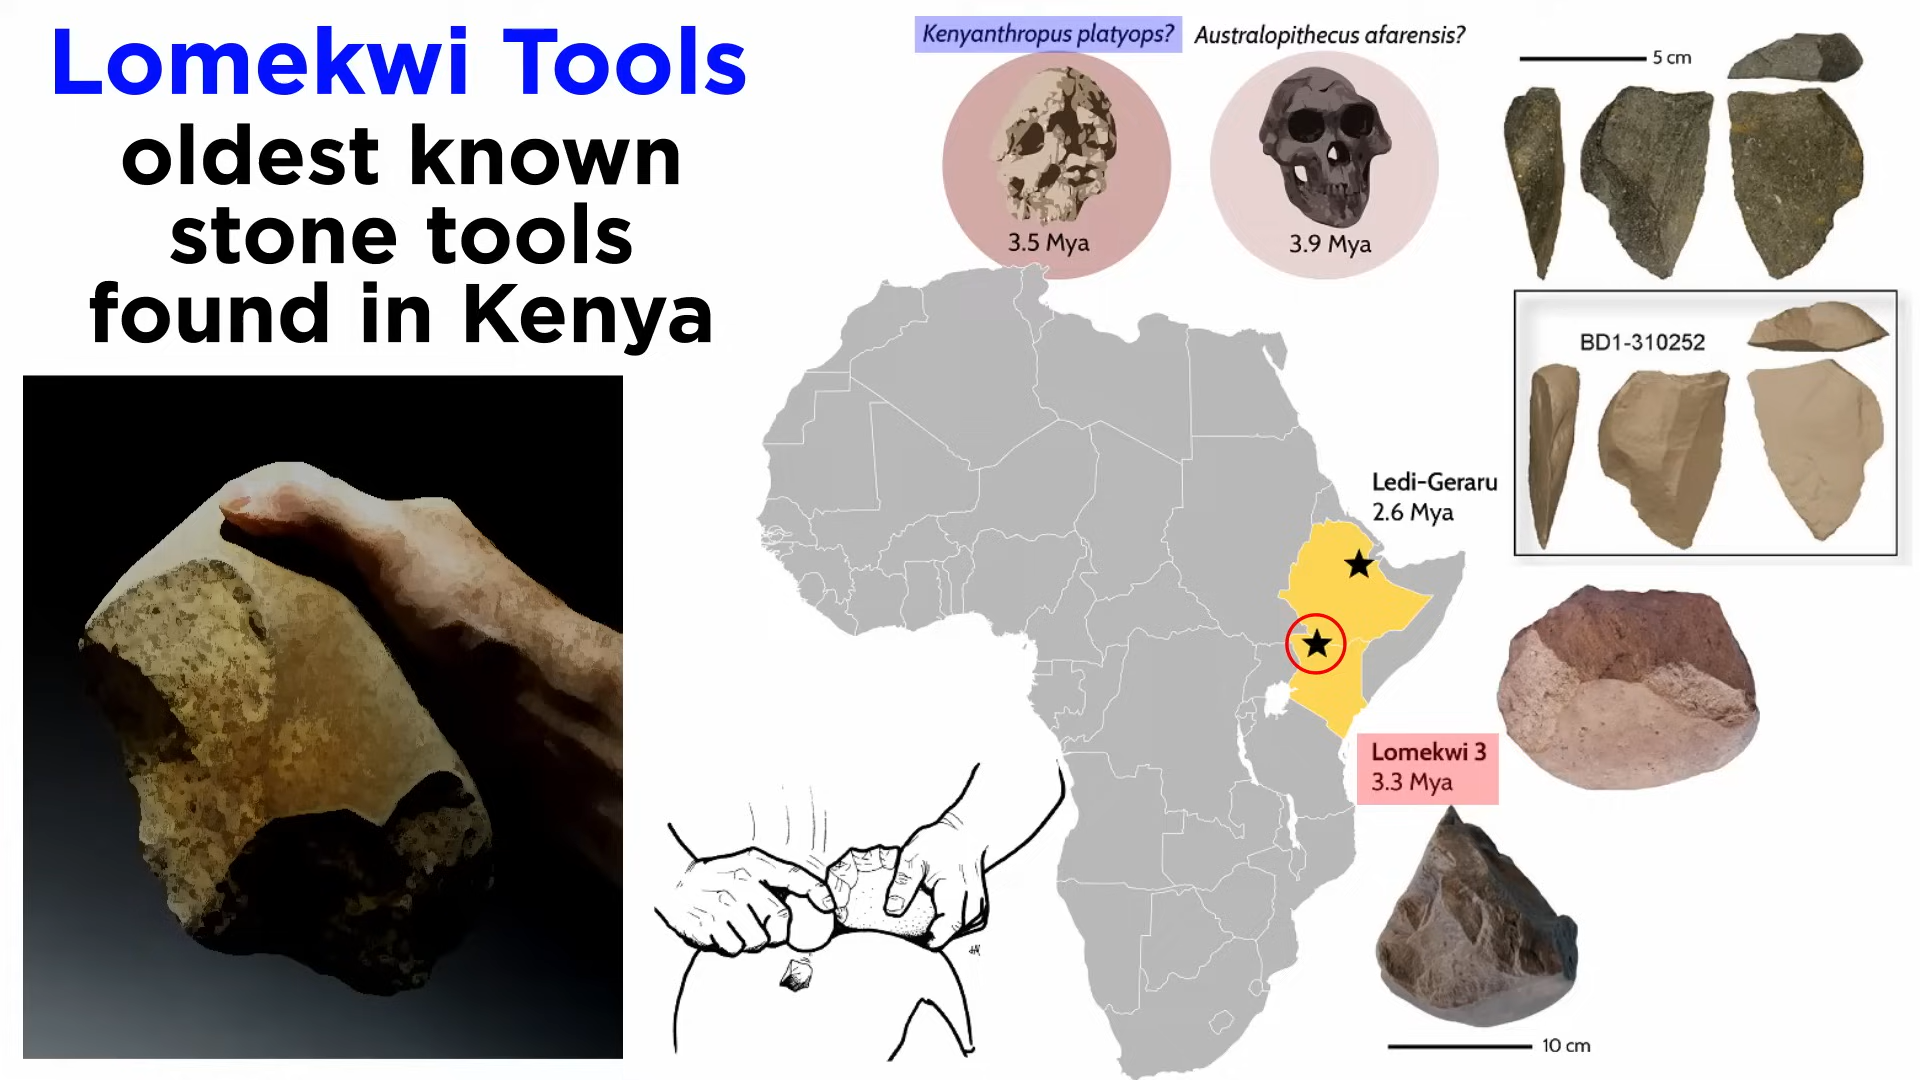 Lomekwi Tools
oldest known
stone tools
found in Kenya
Kenyanthropus platyops?
Australopithecus afarensis?
3.5 Mya
3.9 Mya
5 cm
BD1-310252
Ledi-Geraru
2.6 Mya
Lomekwi 3
3.3 Mya
10 cm